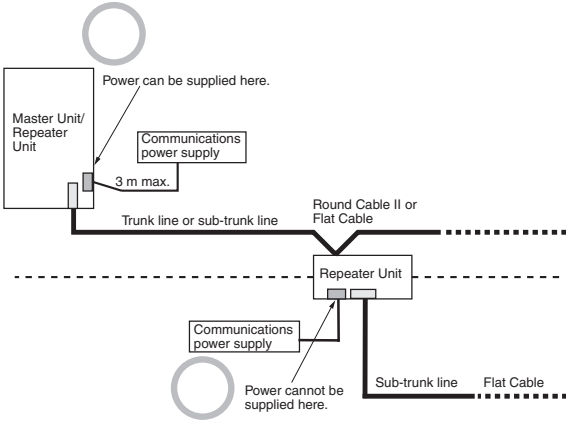 Power can be supplied here.
Master Unit/
Repeater
Unit
Communications
power supply
3 m max.
Round Cable II or
Flat Cable
Trunk line or sub-trunk line
Repeater Unit
Communications
power supply
Power cannot be
supplied here.
Sub-trunk line
Flat Cable